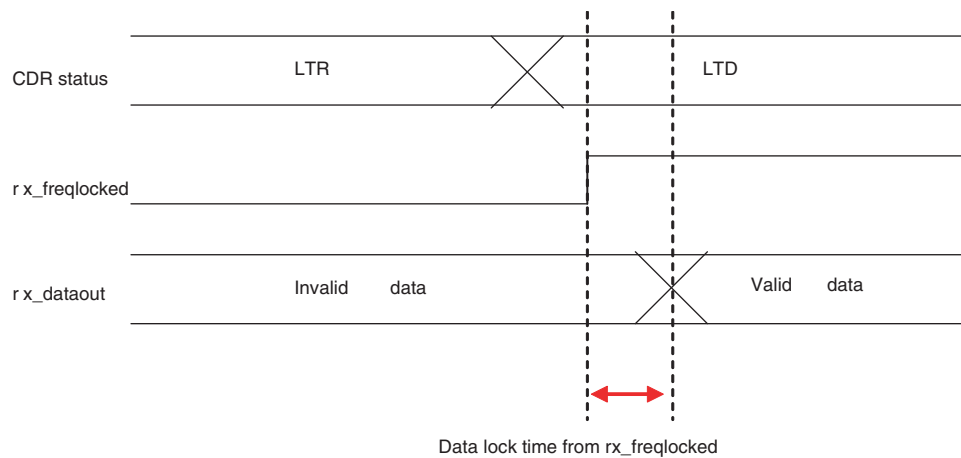 CDR status
LTR
LTD
r x_freqlocked
r x_dataout
Invalid data
Valid data
Data lock time from rx_freqlocked